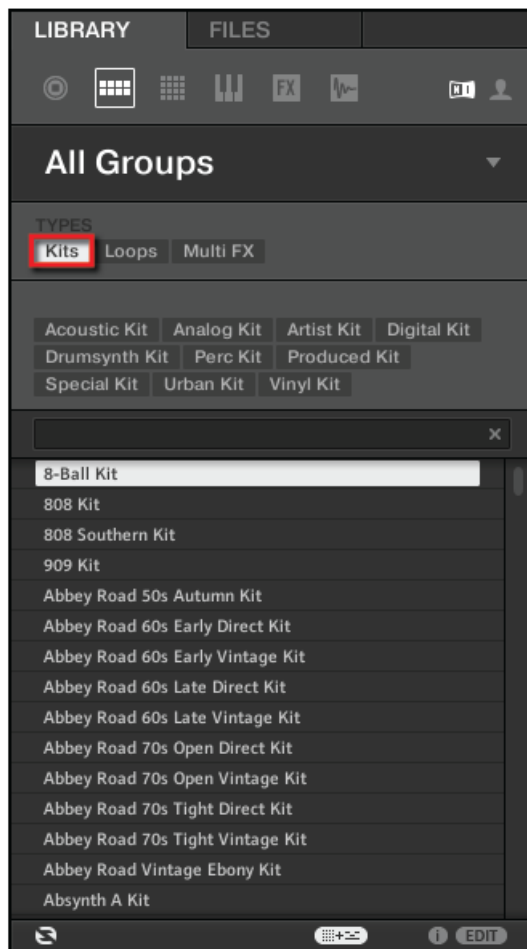 LIBRARY FILES
FX
All Groups
TYPES
Kits Loops Multi FX
Acoustic Kit Analog Kit Artist Kit Digital Kit
Drumsynth Kit Perc Kit Produced Kit
Special Kit Urban Kit Vinyl Kit
8-Ball Kit
808 Kit
808 Southern Kit
909 Kit
Abbey Road 50s Autumn Kit
Abbey Road 60s Early Direct Kit
Abbey Road 60s Early Vintage Kit
Abbey Road 60s Late Direct Kit
Abbey Road 60s Late Vintage Kit
Abbey Road 70s Open Direct Kit
Abbey Road 70s Open Vintage Kit
Abbey Road 70s Tight Direct Kit
Abbey Road 70s Tight Vintage Kit
Abbey Road Vintage Ebony Kit
Absynth A Kit
i EDIT